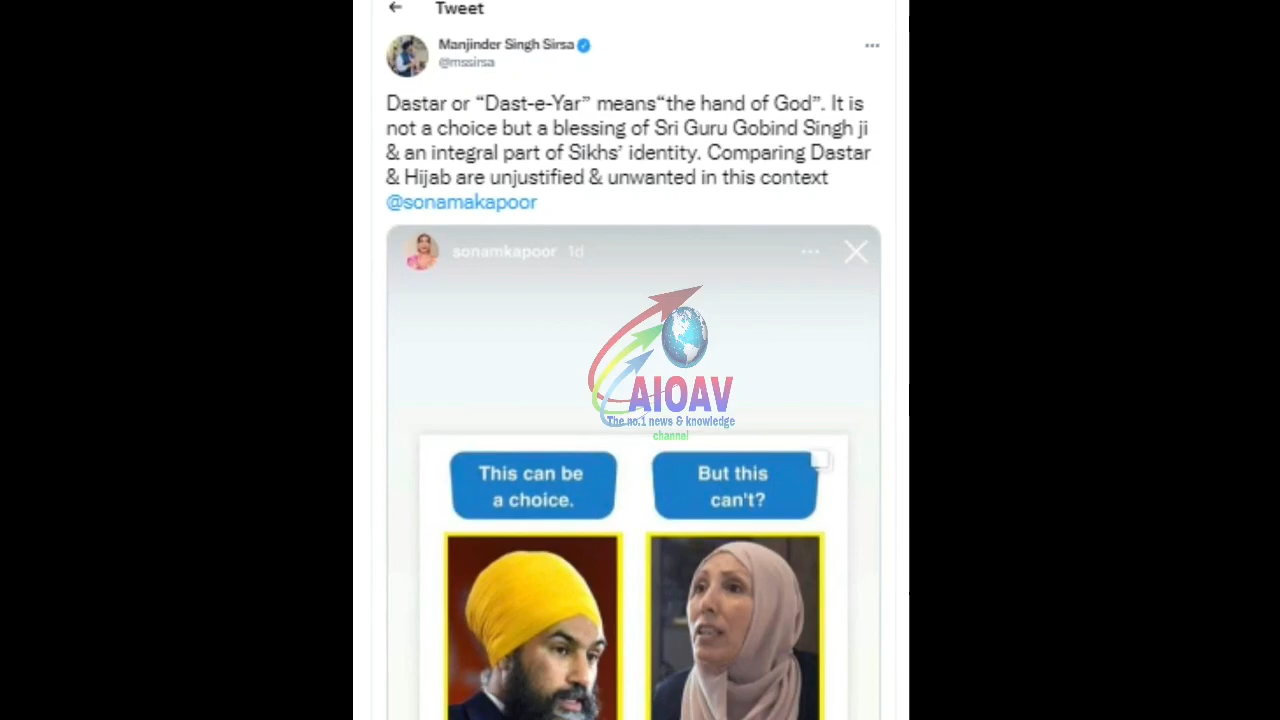 Tweet
Manjinder Singh Sirsa
@mssirsa
Dastar or “Dast-e-Yar” means“the hand of God”. It is
not a choice but a blessing of Sri Guru Gobind Singh ji
& an integral part of Sikhs’ identity. Comparing Dastar
& Hijab are unjustified & unwanted in this context
@sonamakapoor
sonamkapoor 1d
AIOAV
The no.1 news & knowledge
channel
This can be
a choice.
But this
can't?